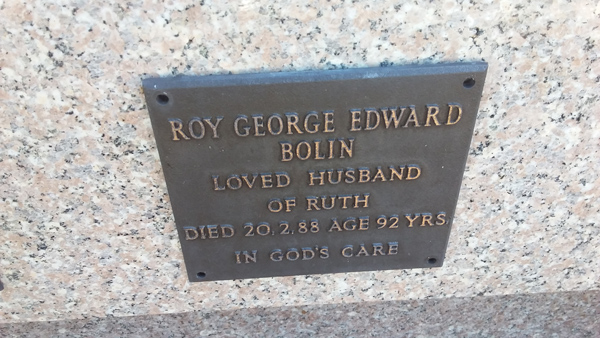 ROY GEORGE EDWARD
BOLIN
LOVED HUSBAND
OF RUTH
DIED 20.2.88 AGE 92 YRS.
IN GOD'S CARE